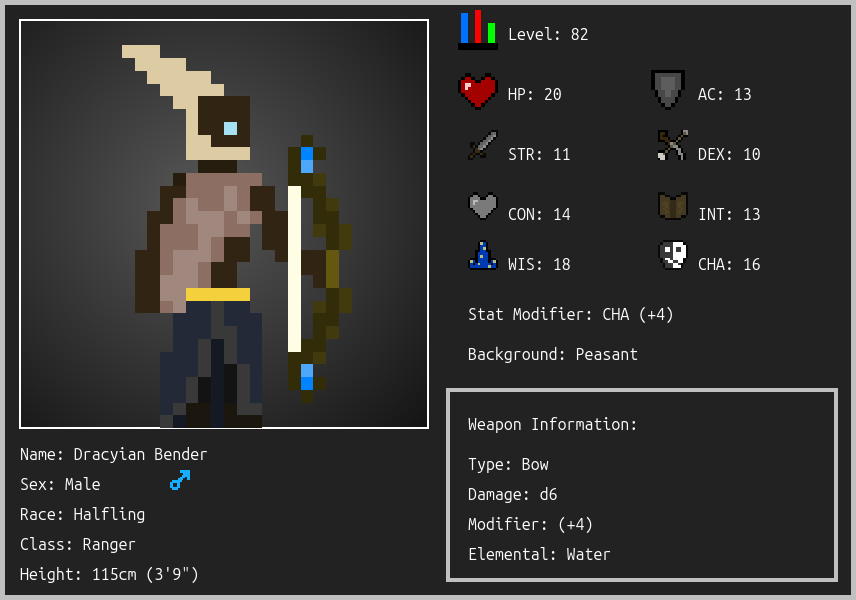 Level: 82
HP: 20
AC: 13
STR: 11
DEX: 10
CON: 14
INT: 13
WIS: 18
CHA: 16
Stat Modifier: CHA (+4)
Background: Peasant
Weapon Information:
Type: Bow
Damage: d6
Modifier: (+4)
Elemental: Water
Name: Dracyian Bender
Sex: Male
Race: Halfling
Class: Ranger
Height: 115cm (3'9")